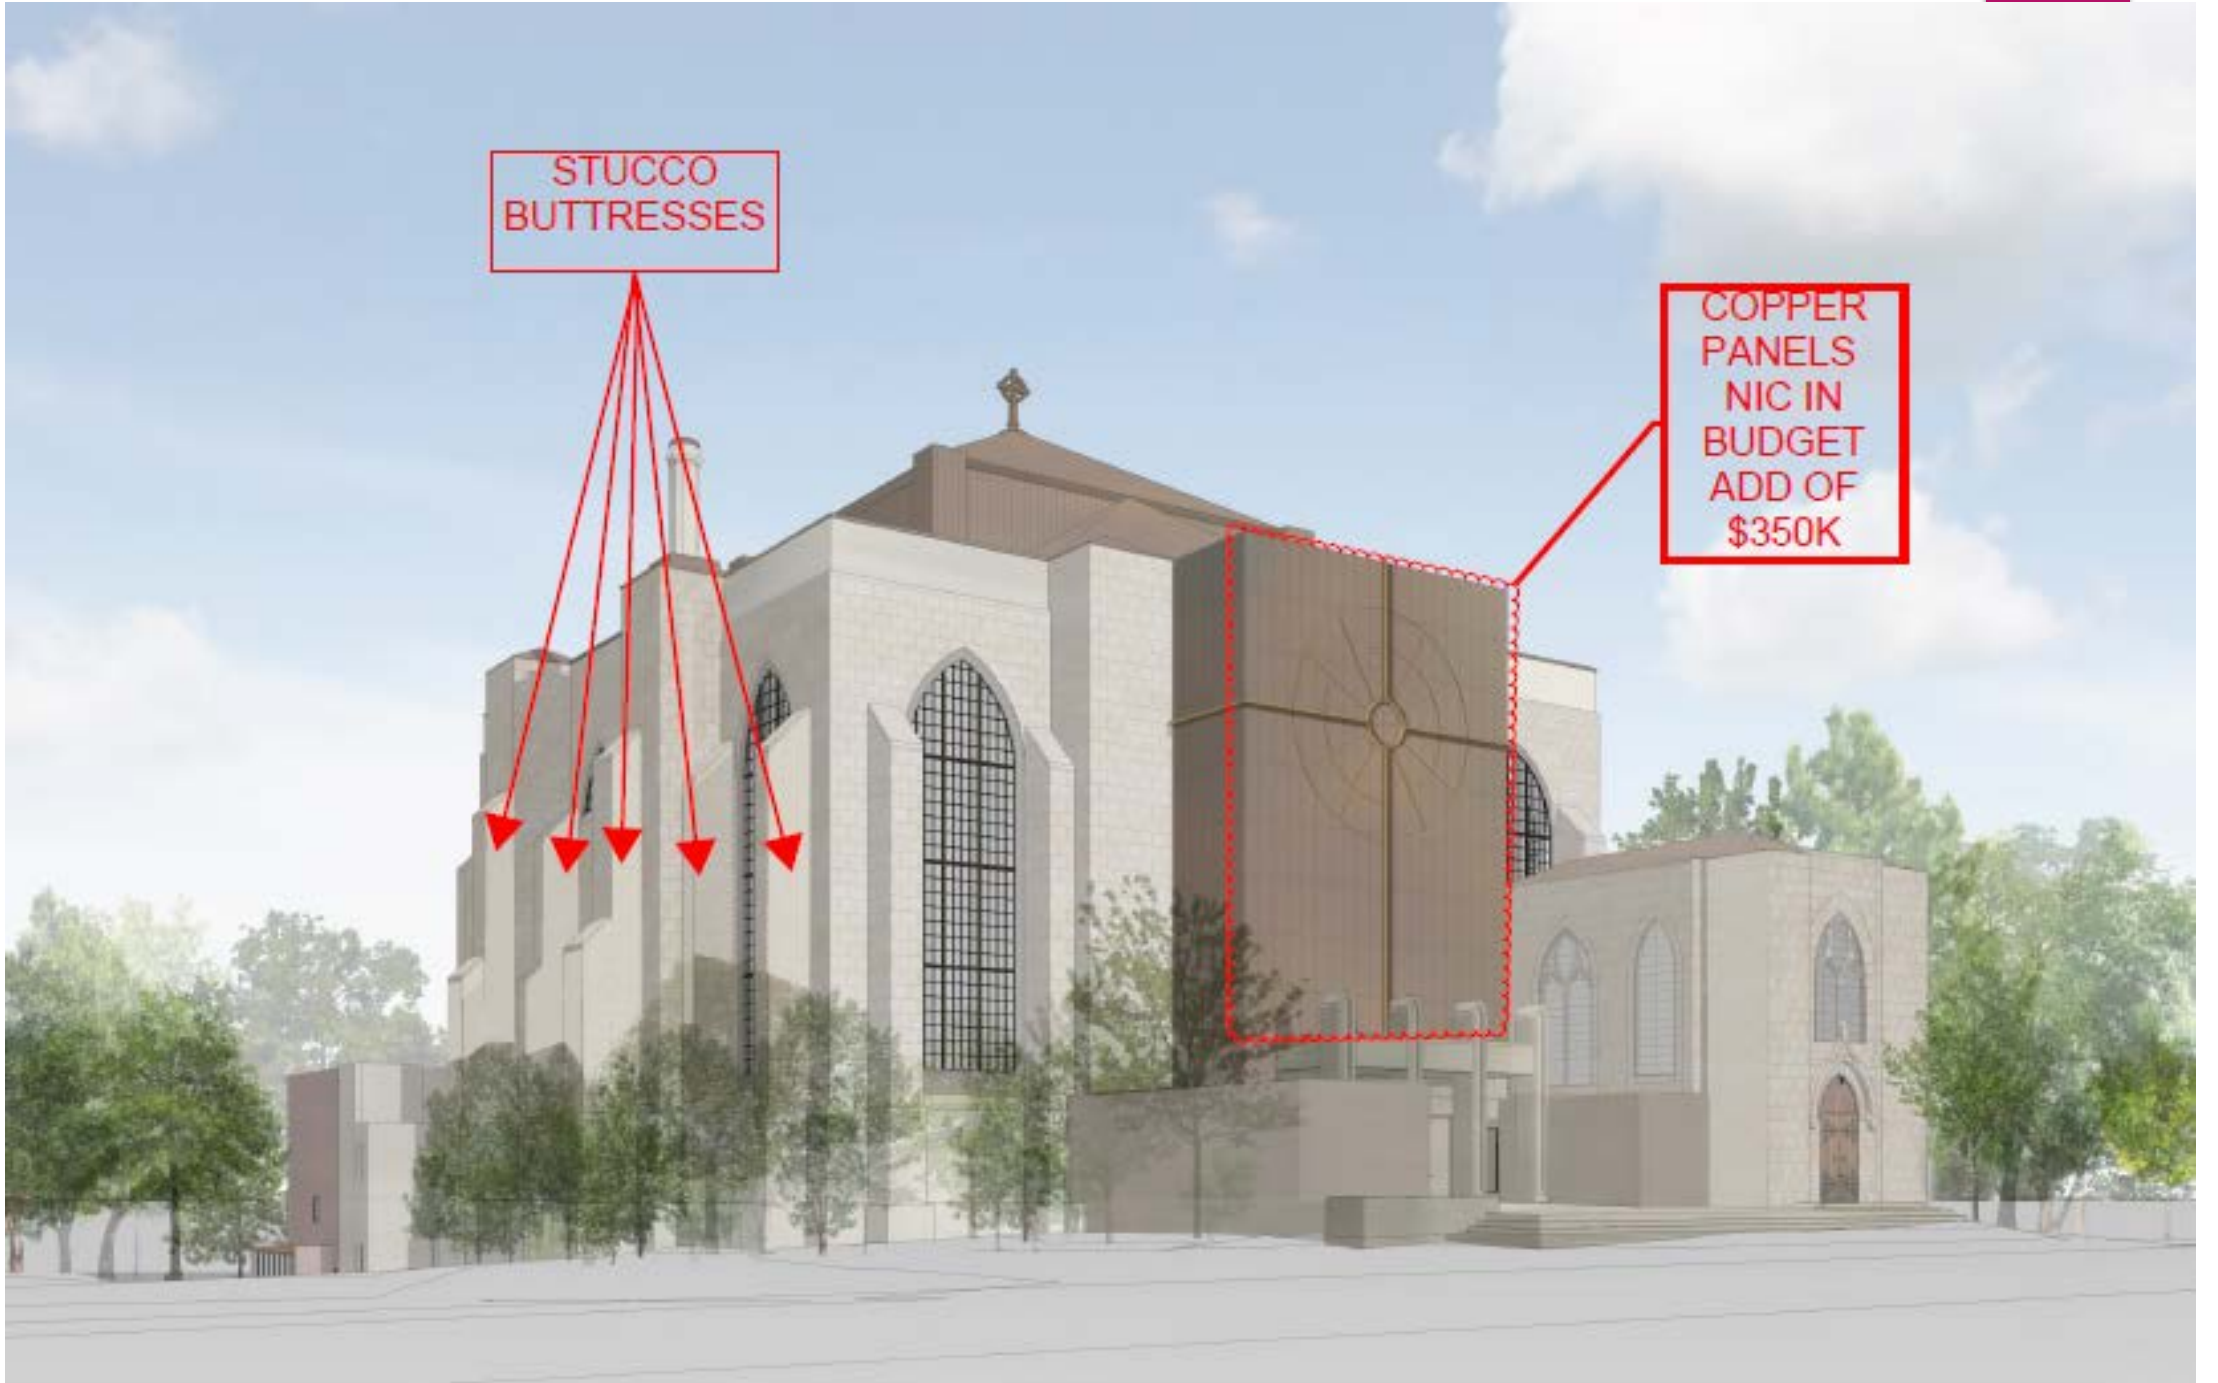 STUCCO
BUTTRESSES
COPPER
PANELS
NIC IN
BUDGET
ADD OF
$350K